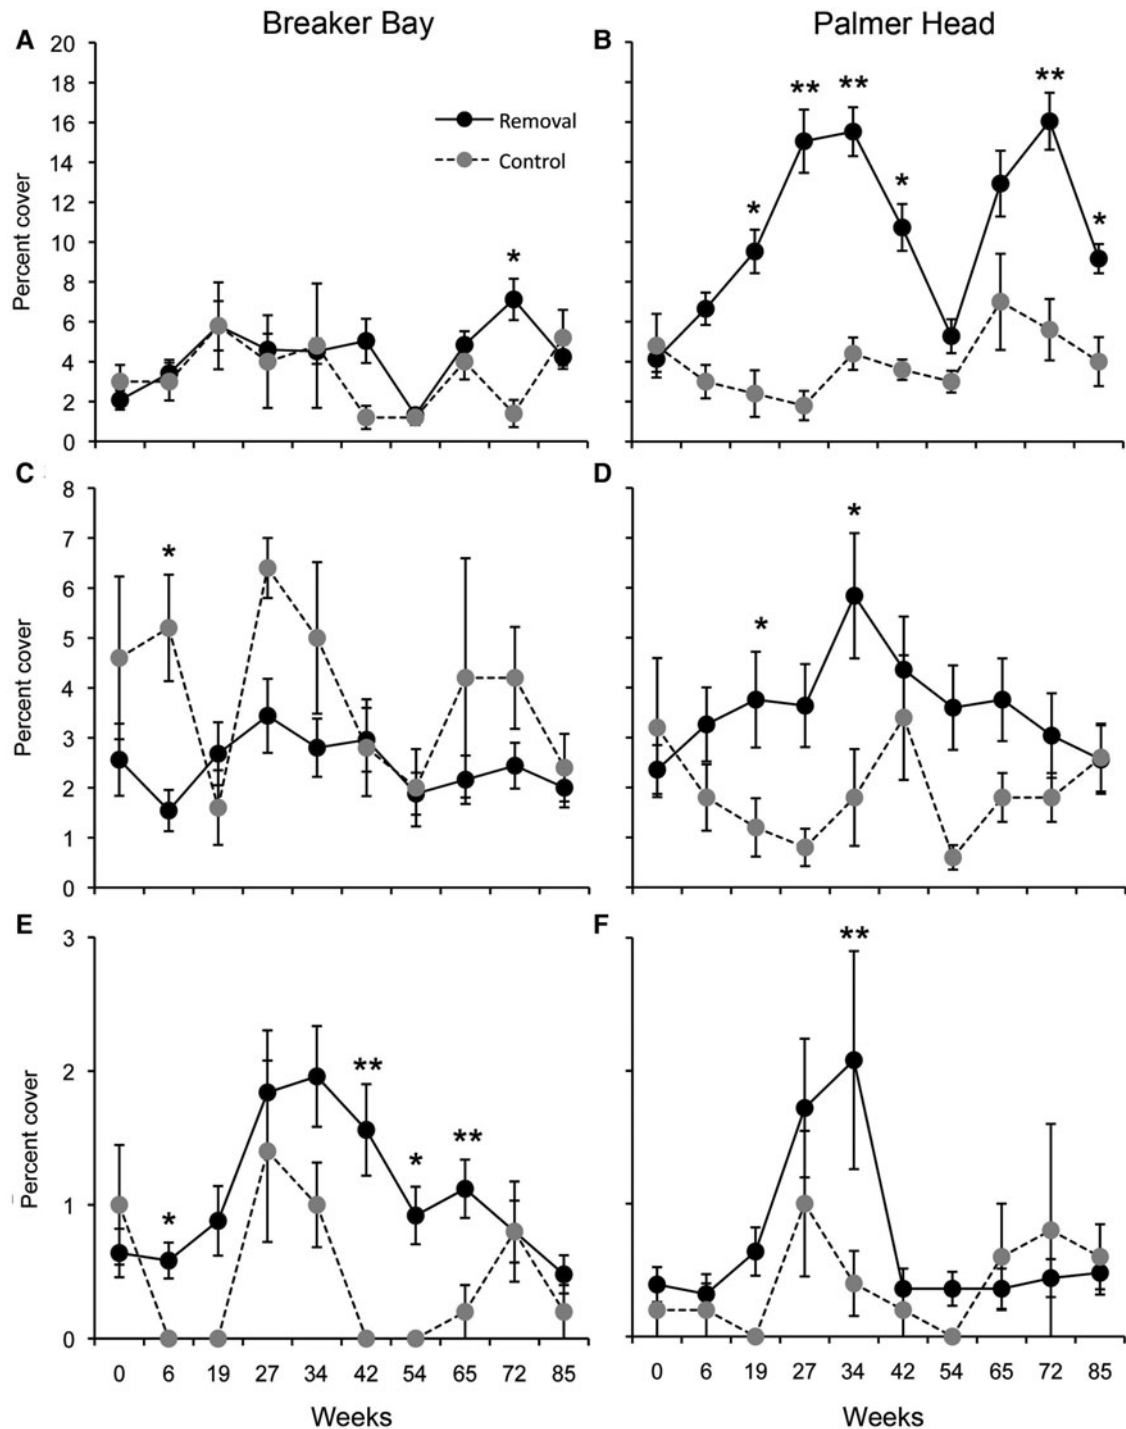 Breaker Bay Palmer Head
A B
20
18
16
14
12
10
8
6
4
2
0
Percent cover
Removal
Control
*
Percent cover
* ** ** * ** *
C D
8
7
6
5
4
3
2
1
0
Percent cover
*
* *
E F
3
2
1
0
Percent cover
* ** * **
**
0 6 19 27 34 42 54 65 72 85
0 6 19 27 34 42 54 65 72 85
Weeks Weeks